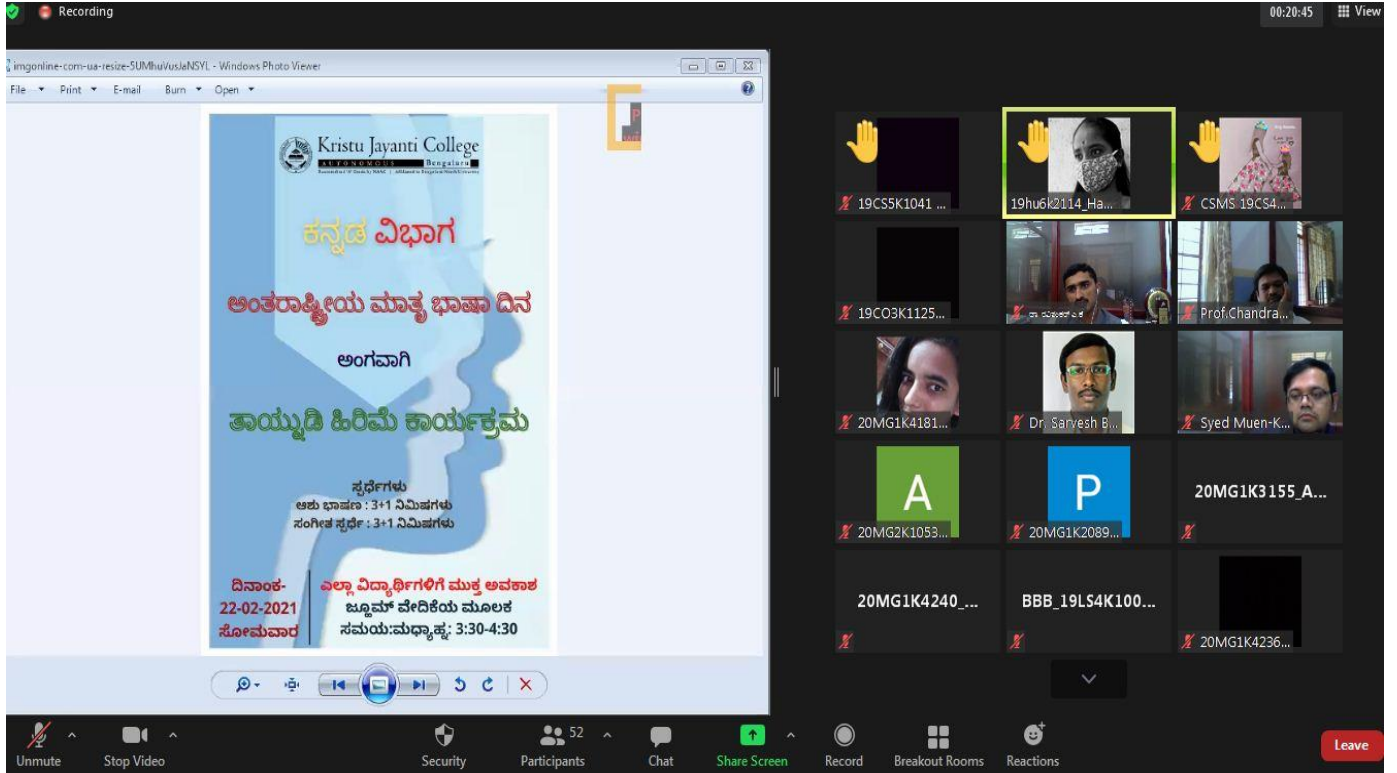 Recording
00:20:45
View
imgonline-com-ua-resize-5UMhuVusJaNSYL - Windows Photo Viewer
File Print E-mail Burn Open
Kristu Jayanti College
AUTONOMOUS Bengaluru
ಕನ್ನಡ ವಿಭಾಗ
ಅಂತರಾಷ್ಟ್ರೀಯ ಮಾತೃ ಭಾಷಾ ದಿನ
ಅಂಗವಾಗಿ
ತಾಯ್ನುಡಿ ಹಿರಿಮೆ ಕಾರ್ಯಕ್ರಮ
ಸ್ಪರ್ಧೆಗಳು
ಆಶು ಭಾಷಣ : 3+1 ನಿಮಿಷಗಳು
ಸಂಗೀತ ಸ್ಪರ್ಧೆ : 3+1 ನಿಮಿಷಗಳು
ದಿನಾಂಕ-
22-02-2021
ಸೋಮವಾರ
ಎಲ್ಲಾ ವಿದ್ಯಾರ್ಥಿಗಳಿಗೆ ಮುಕ್ತ ಅವಕಾಶ
ಜ್ಹೂಮ್ ವೇದಿಕೆಯ ಮೂಲಕ
ಸಮಯ:ಮಧ್ಯಾಹ್ನ: 3:30-4:30
19CS5K1041 ...
19hu6k2114_Ha...
CSMS 19CS4...
19CO3K1125...
Prof.Chandra...
20MG1K4181...
Dr. Sarvesh B...
Syed Muen-K...
A
20MG2K1053...
P
20MG1K2089...
20MG1K3155_A...
20MG1K4240_...
BBB_19LS4K100...
20MG1K4236...
Unmute
Stop Video
Security
Participants 52
Chat
Share Screen
Record
Breakout Rooms
Reactions
Leave